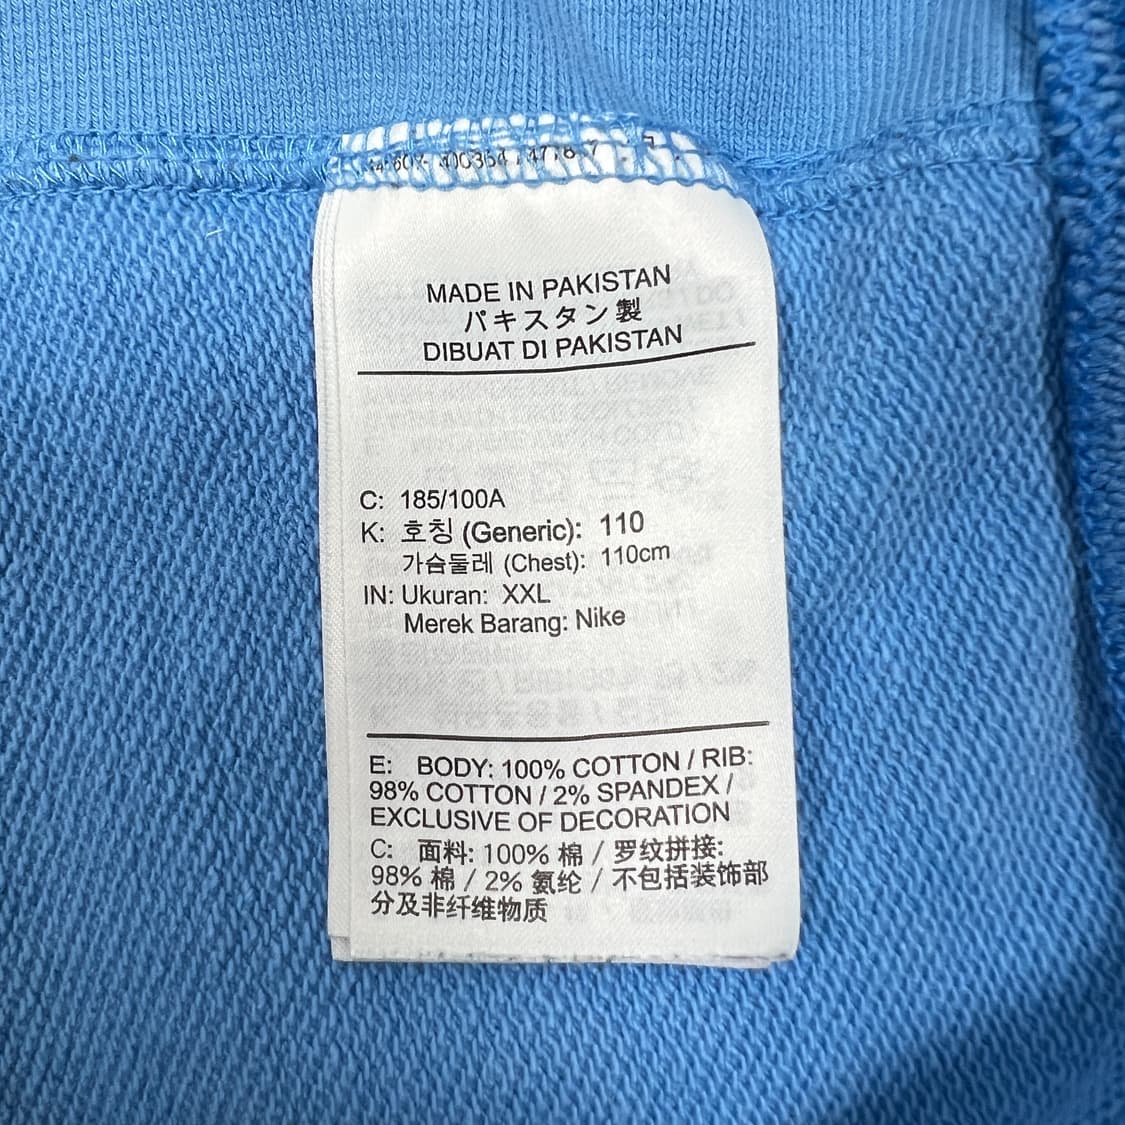 MADE IN PAKISTAN
パキスタン製
DIBUAT DI PAKISTAN
C: 185/100A
K: 호칭 (Generic): 110
가슴둘레 (Chest): 110cm
IN: Ukuran: XXL
Merek Barang: Nike
E: BODY: 100% COTTON / RIB:
98% COTTON / 2% SPANDEX /
EXCLUSIVE OF DECORATION
C: 面料: 100% 棉 / 罗纹拼接:
98% 棉 / 2% 氨纶 / 不包括装饰部
分及非纤维物质